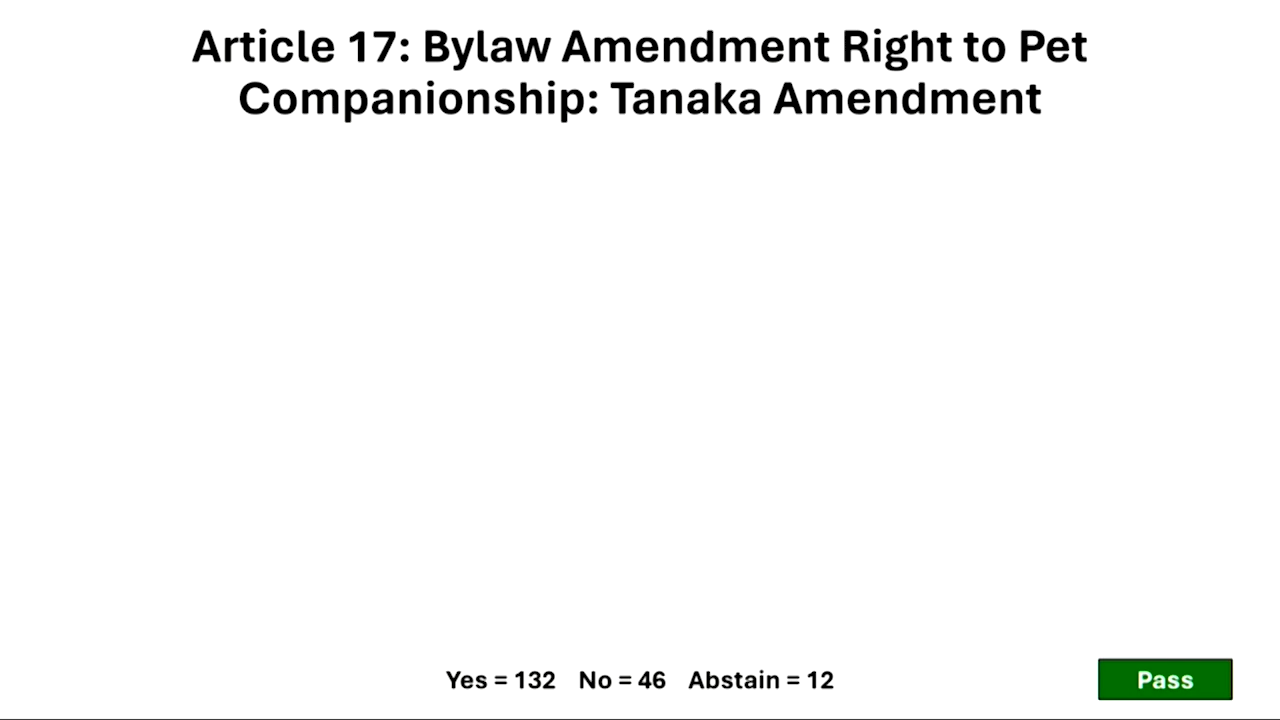 Article 17: Bylaw Amendment Right to Pet
Companionship: Tanaka Amendment
Yes = 132 No = 46 Abstain = 12
Pass